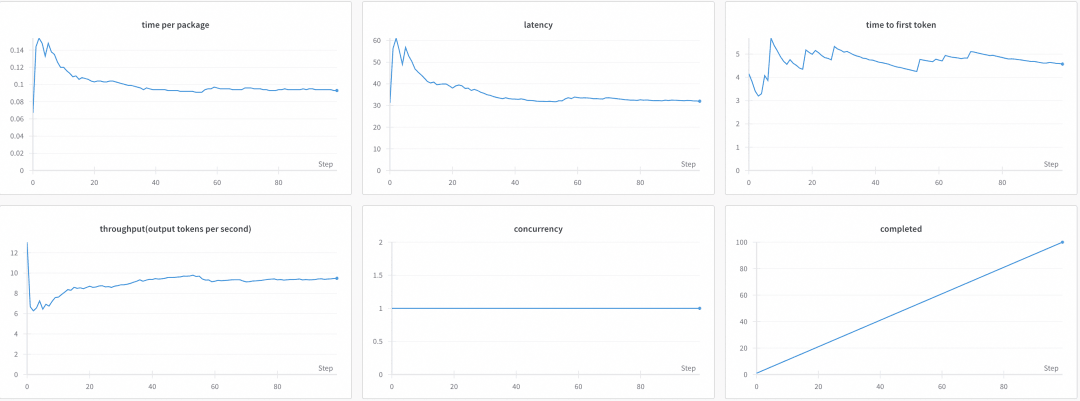 time per package
0.14
0.12
0.1
0.08
0.06
0.04
0.02
0
Step
0 20 40 60 80
latency
60
50
40
30
20
10
0
Step
0 20 40 60 80
time to first token
5
4
3
2
1
0
Step
0 20 40 60 80
throughput(output tokens per second)
12
10
8
6
4
2
0
Step
0 20 40 60 80
concurrency
2
1.5
1
0.5
0
Step
0 20 40 60 80
completed
100
80
60
40
20
0
Step
0 20 40 60 80